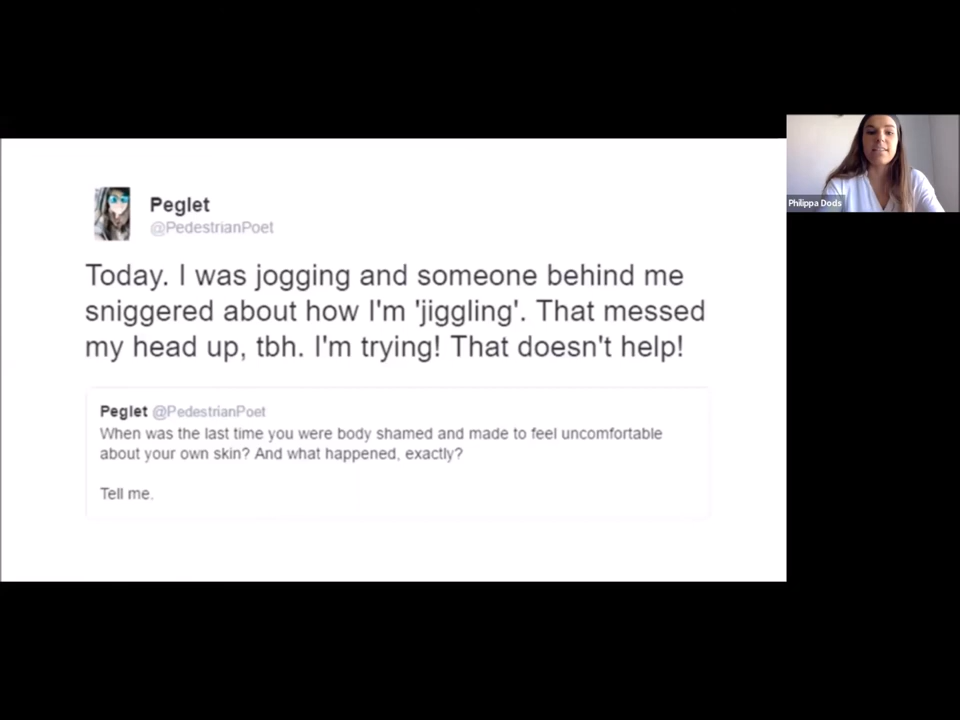 Peglet
@PedestrianPoet
Today. I was jogging and someone behind me
sniggered about how I'm 'jiggling'. That messed
my head up, tbh. I'm trying! That doesn't help!
Peglet @PedestrianPoet
When was the last time you were body shamed and made to feel uncomfortable
about your own skin? And what happened, exactly?
Tell me.
Philippa Dods